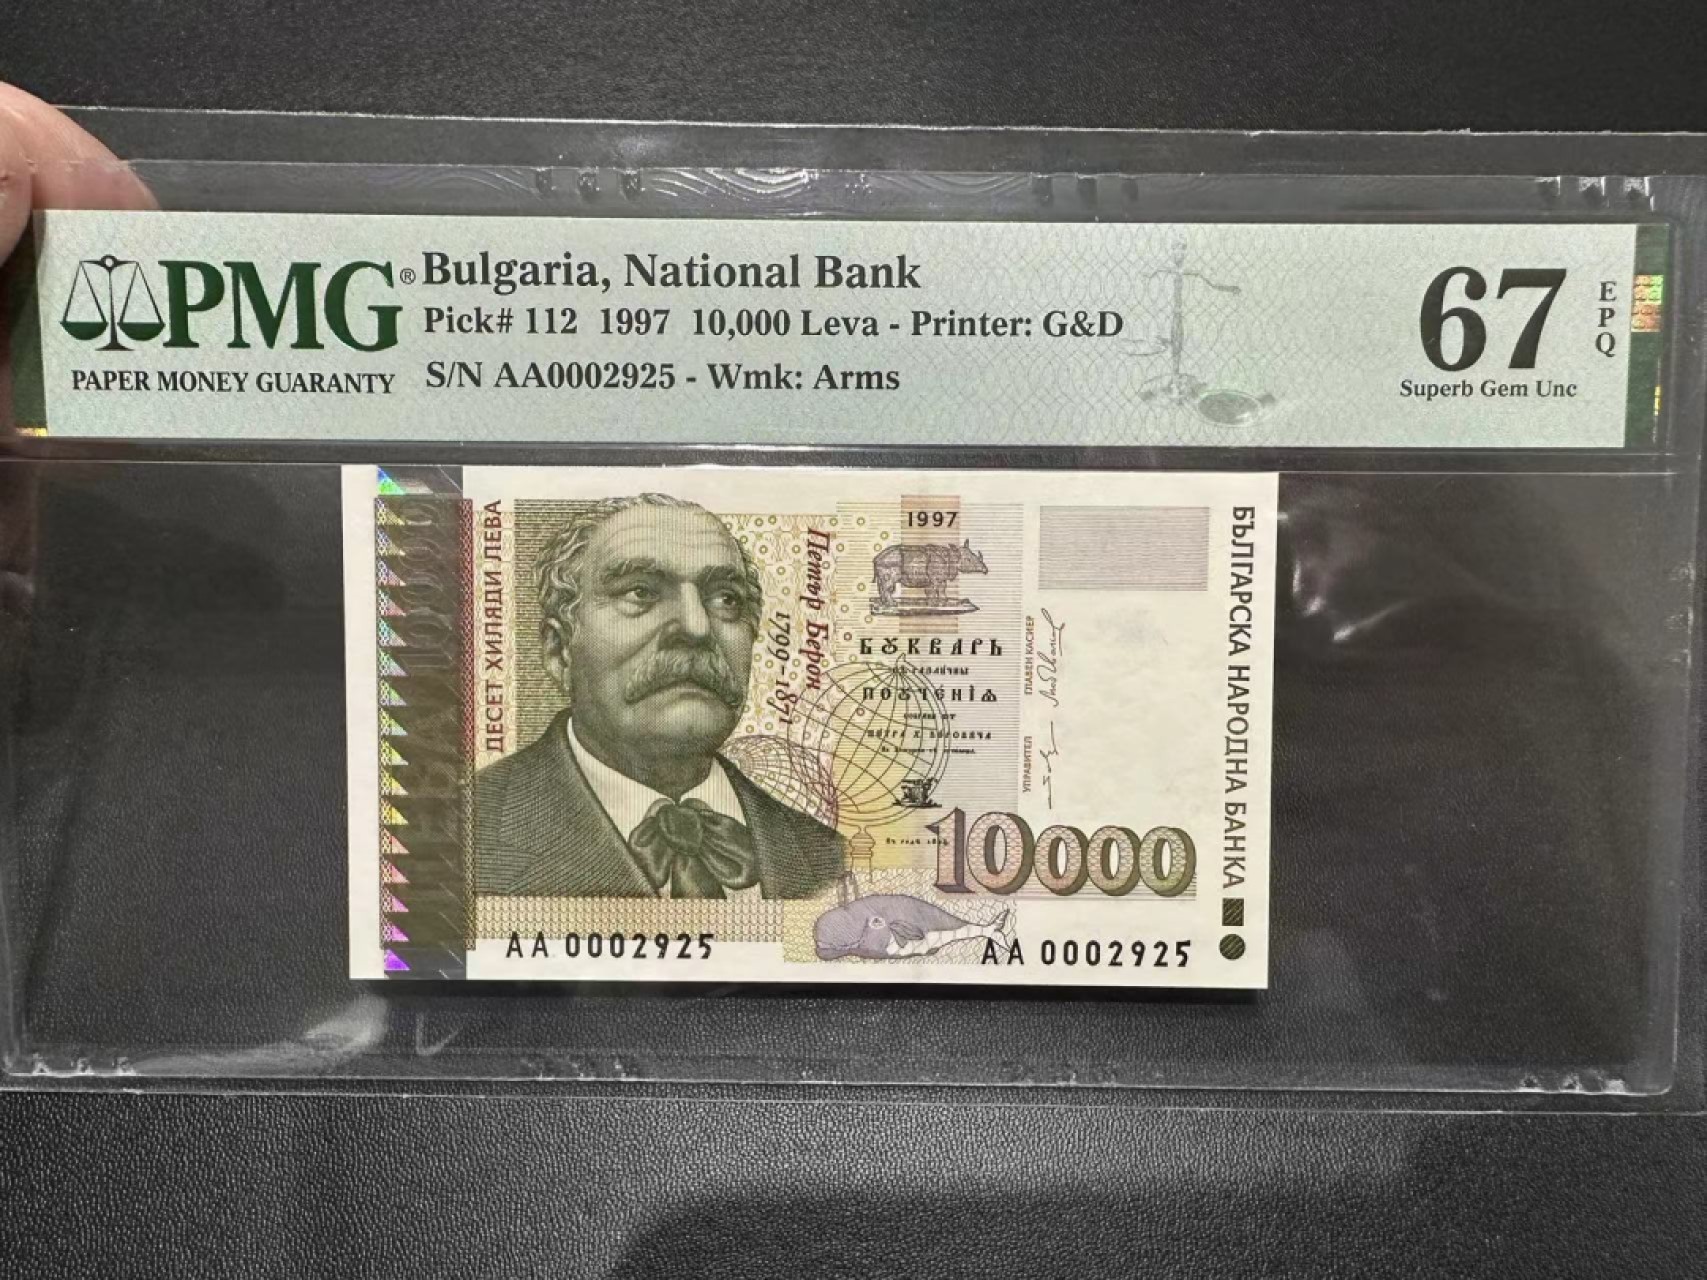 PMG®
PAPER MONEY GUARANTY
Bulgaria, National Bank
Pick# 112 1997 10,000 Leva - Printer: G&D
S/N AA0002925 - Wmk: Arms
67
EPQ
Superb Gem Unc
ДЕСЕТ ХИЛЯДИ ЛЕВА
Петър Берон
1799-1871
1997
БꙊКВАРЬ
ПОꙊЧЕНІѦ
ГЛАВЕН КАСИЕР
УПРАВИТЕЛ
10000
БЪЛГАРСКА НАРОДНА БАНКА
АА 0002925
АА 0002925